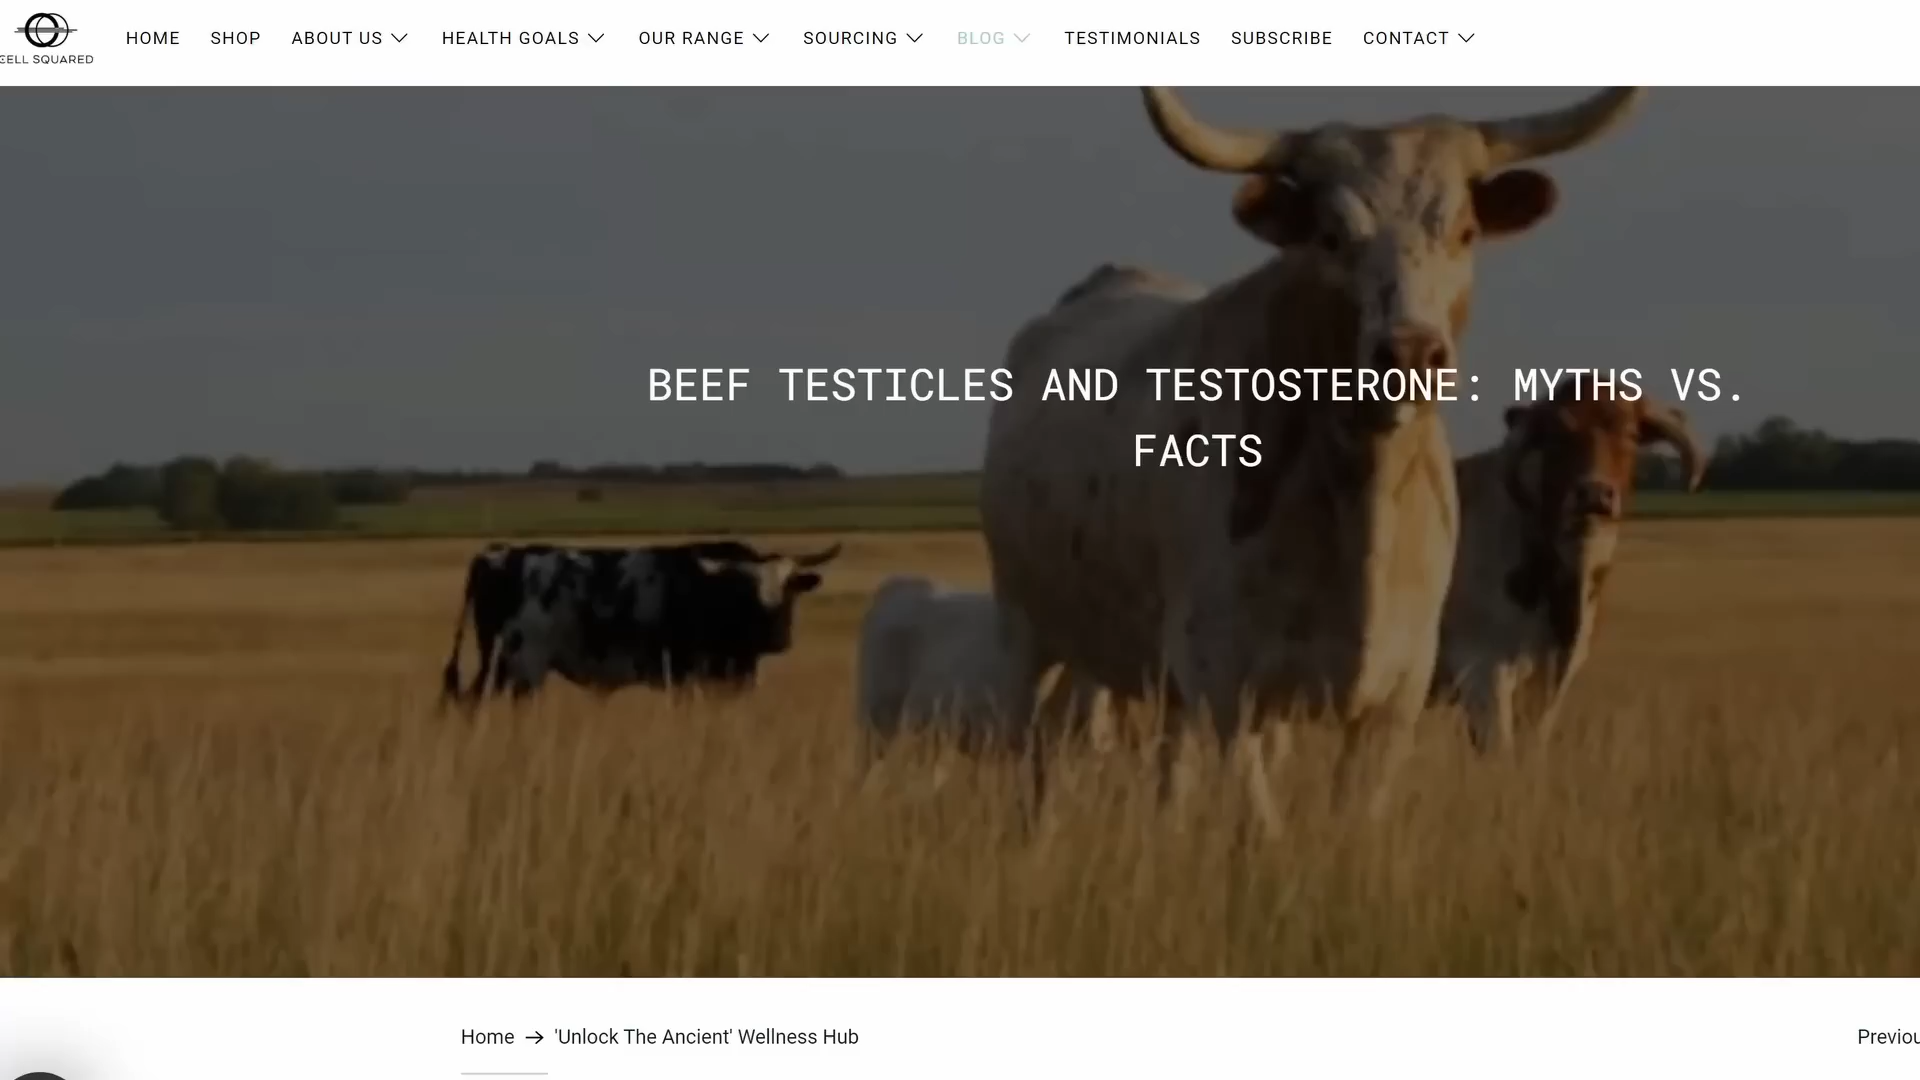 CELL SQUARED
HOME SHOP ABOUT US HEALTH GOALS OUR RANGE SOURCING BLOG TESTIMONIALS SUBSCRIBE CONTACT
BEEF TESTICLES AND TESTOSTERONE: MYTHS VS.
FACTS
Home → 'Unlock The Ancient' Wellness Hub
Previou